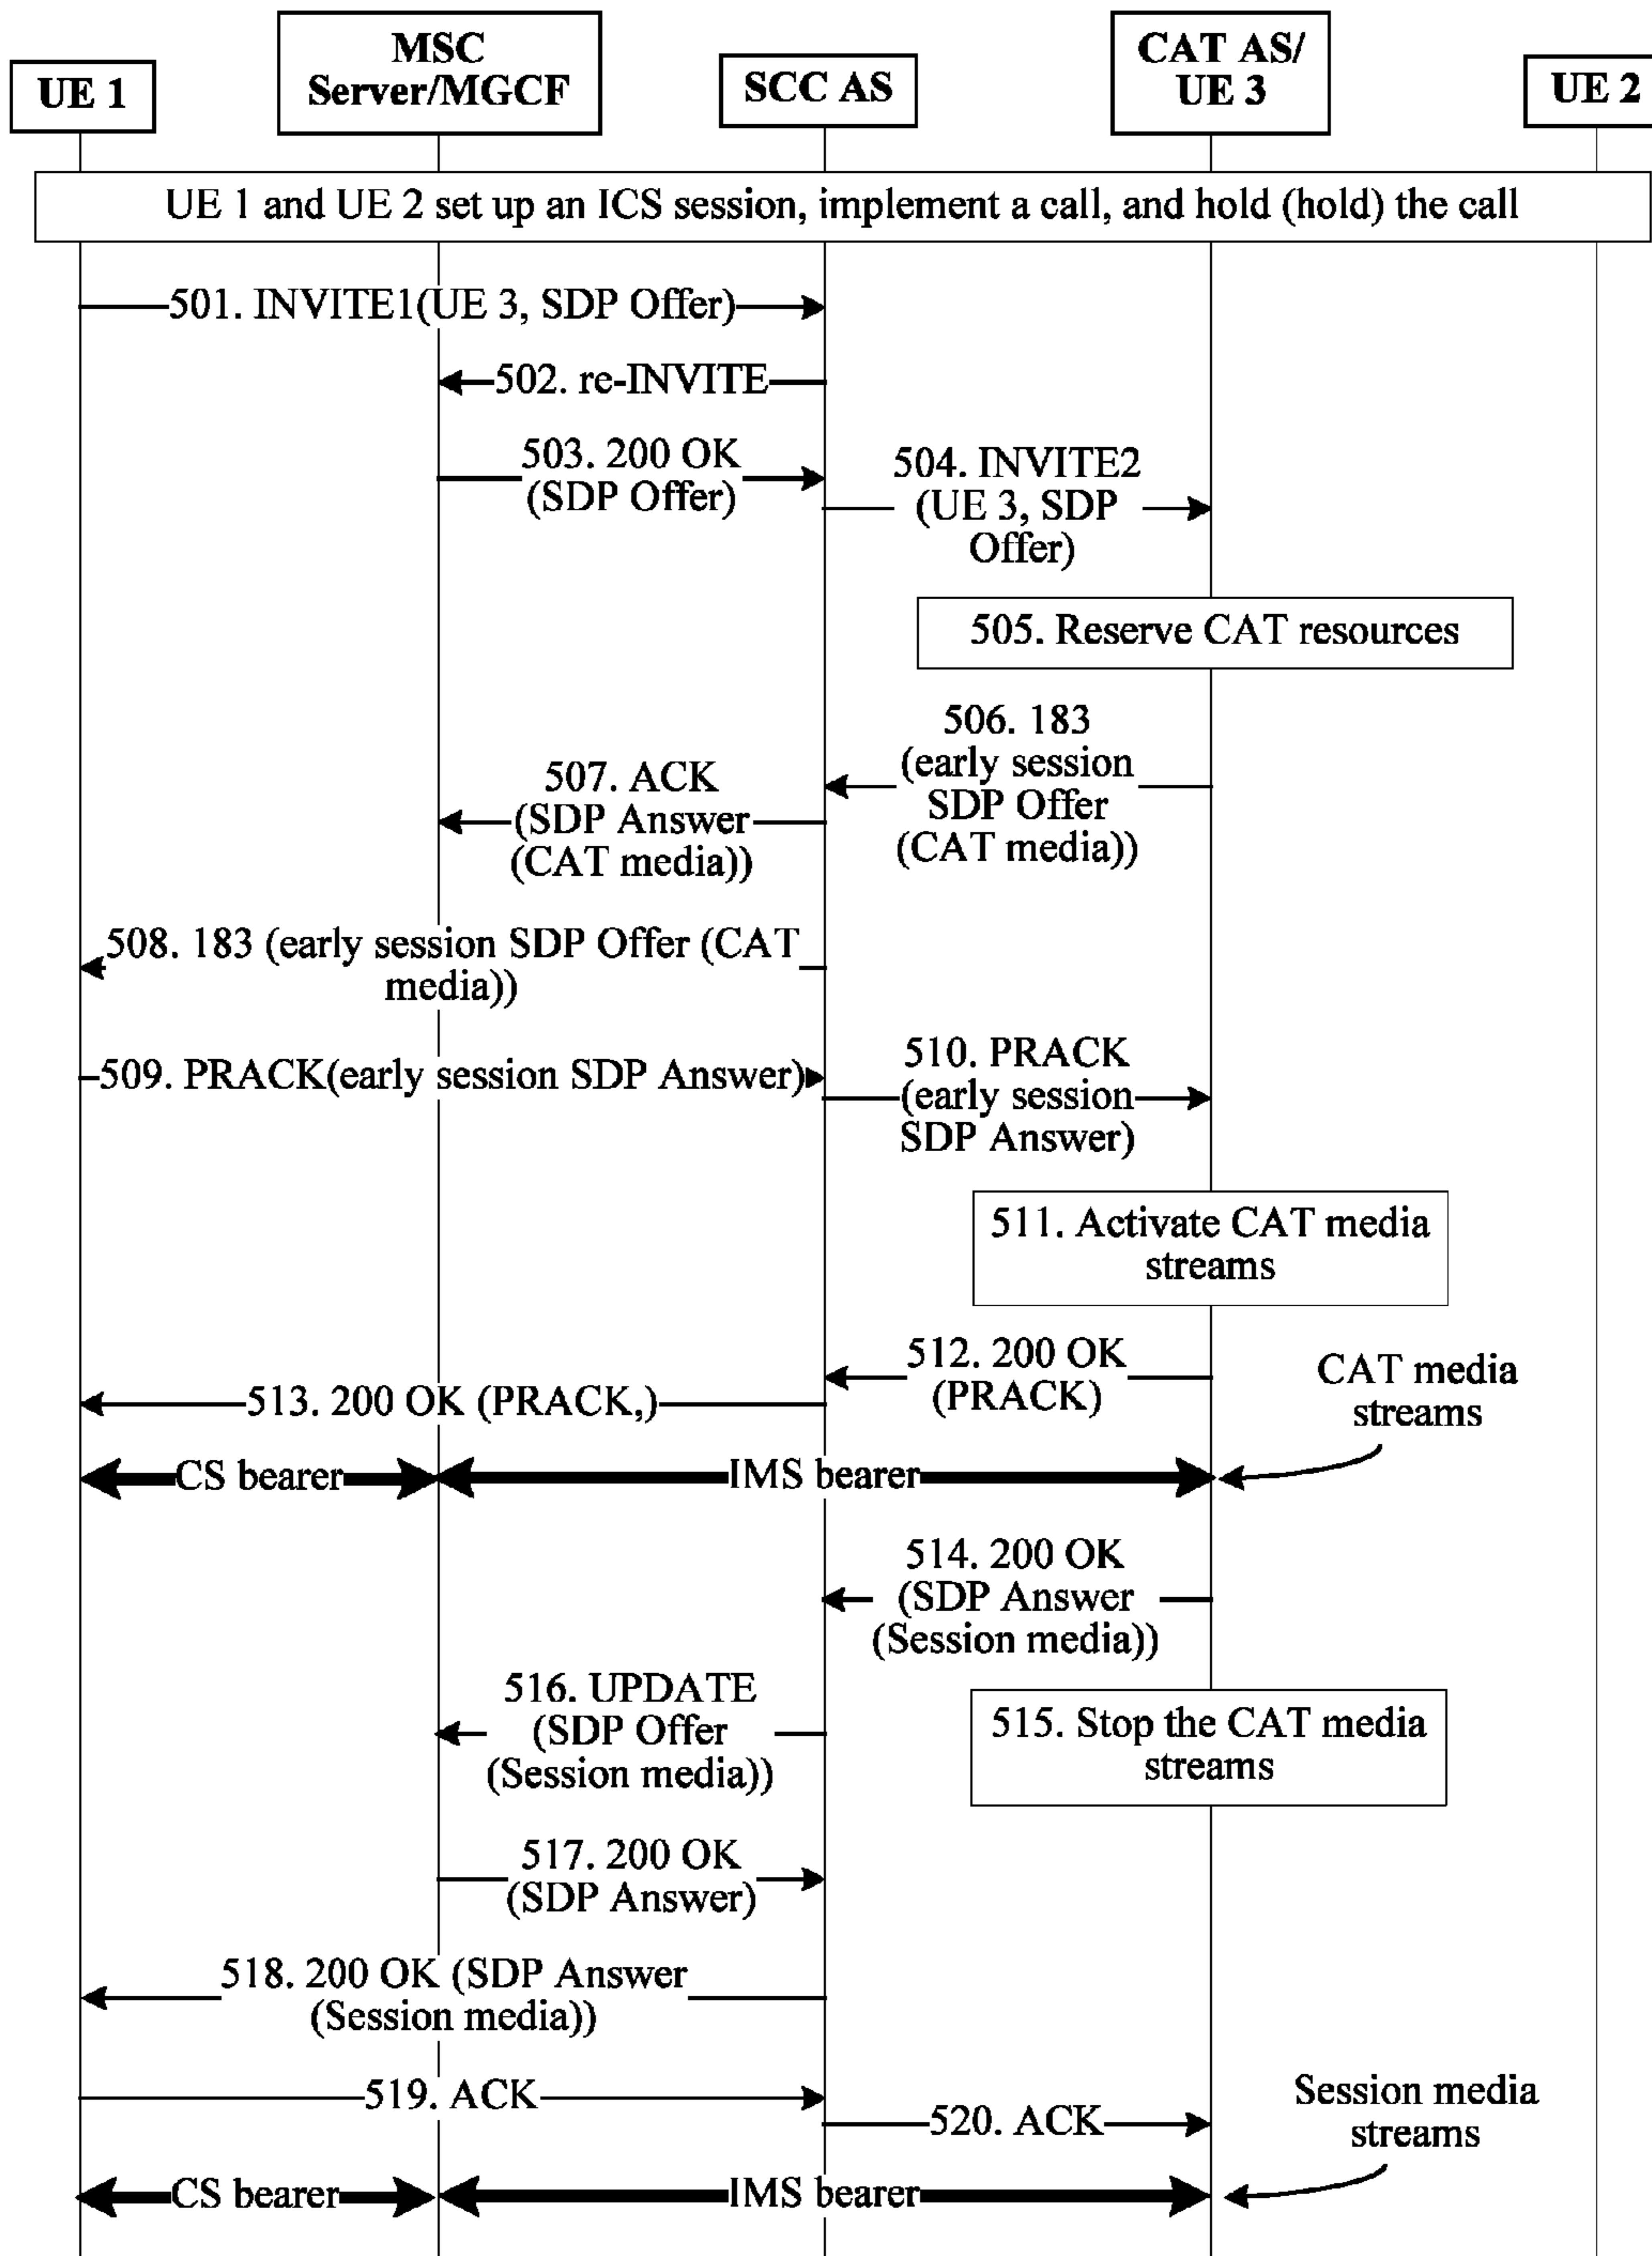 UE 1
MSC
Server/MGCF
SCC AS
CAT AS/
UE 3
UE 2
UE 1 and UE 2 set up an ICS session, implement a call, and hold (hold) the call
501. INVITE1(UE 3, SDP Offer)
502. re-INVITE
503. 200 OK
(SDP Offer)
504. INVITE2
(UE 3, SDP
Offer)
505. Reserve CAT resources
506. 183
(early session
SDP Offer
(CAT media))
507. ACK
(SDP Answer
(CAT media))
508. 183 (early session SDP Offer (CAT
media))
509. PRACK(early session SDP Answer)
510. PRACK
(early session
SDP Answer)
511. Activate CAT media
streams
512. 200 OK
(PRACK)
513. 200 OK (PRACK,)
CAT media
streams
CS bearer
IMS bearer
514. 200 OK
(SDP Answer
(Session media))
516. UPDATE
(SDP Offer
(Session media))
515. Stop the CAT media
streams
517. 200 OK
(SDP Answer)
518. 200 OK (SDP Answer
(Session media))
519. ACK
520. ACK
Session media
streams
CS bearer
IMS bearer